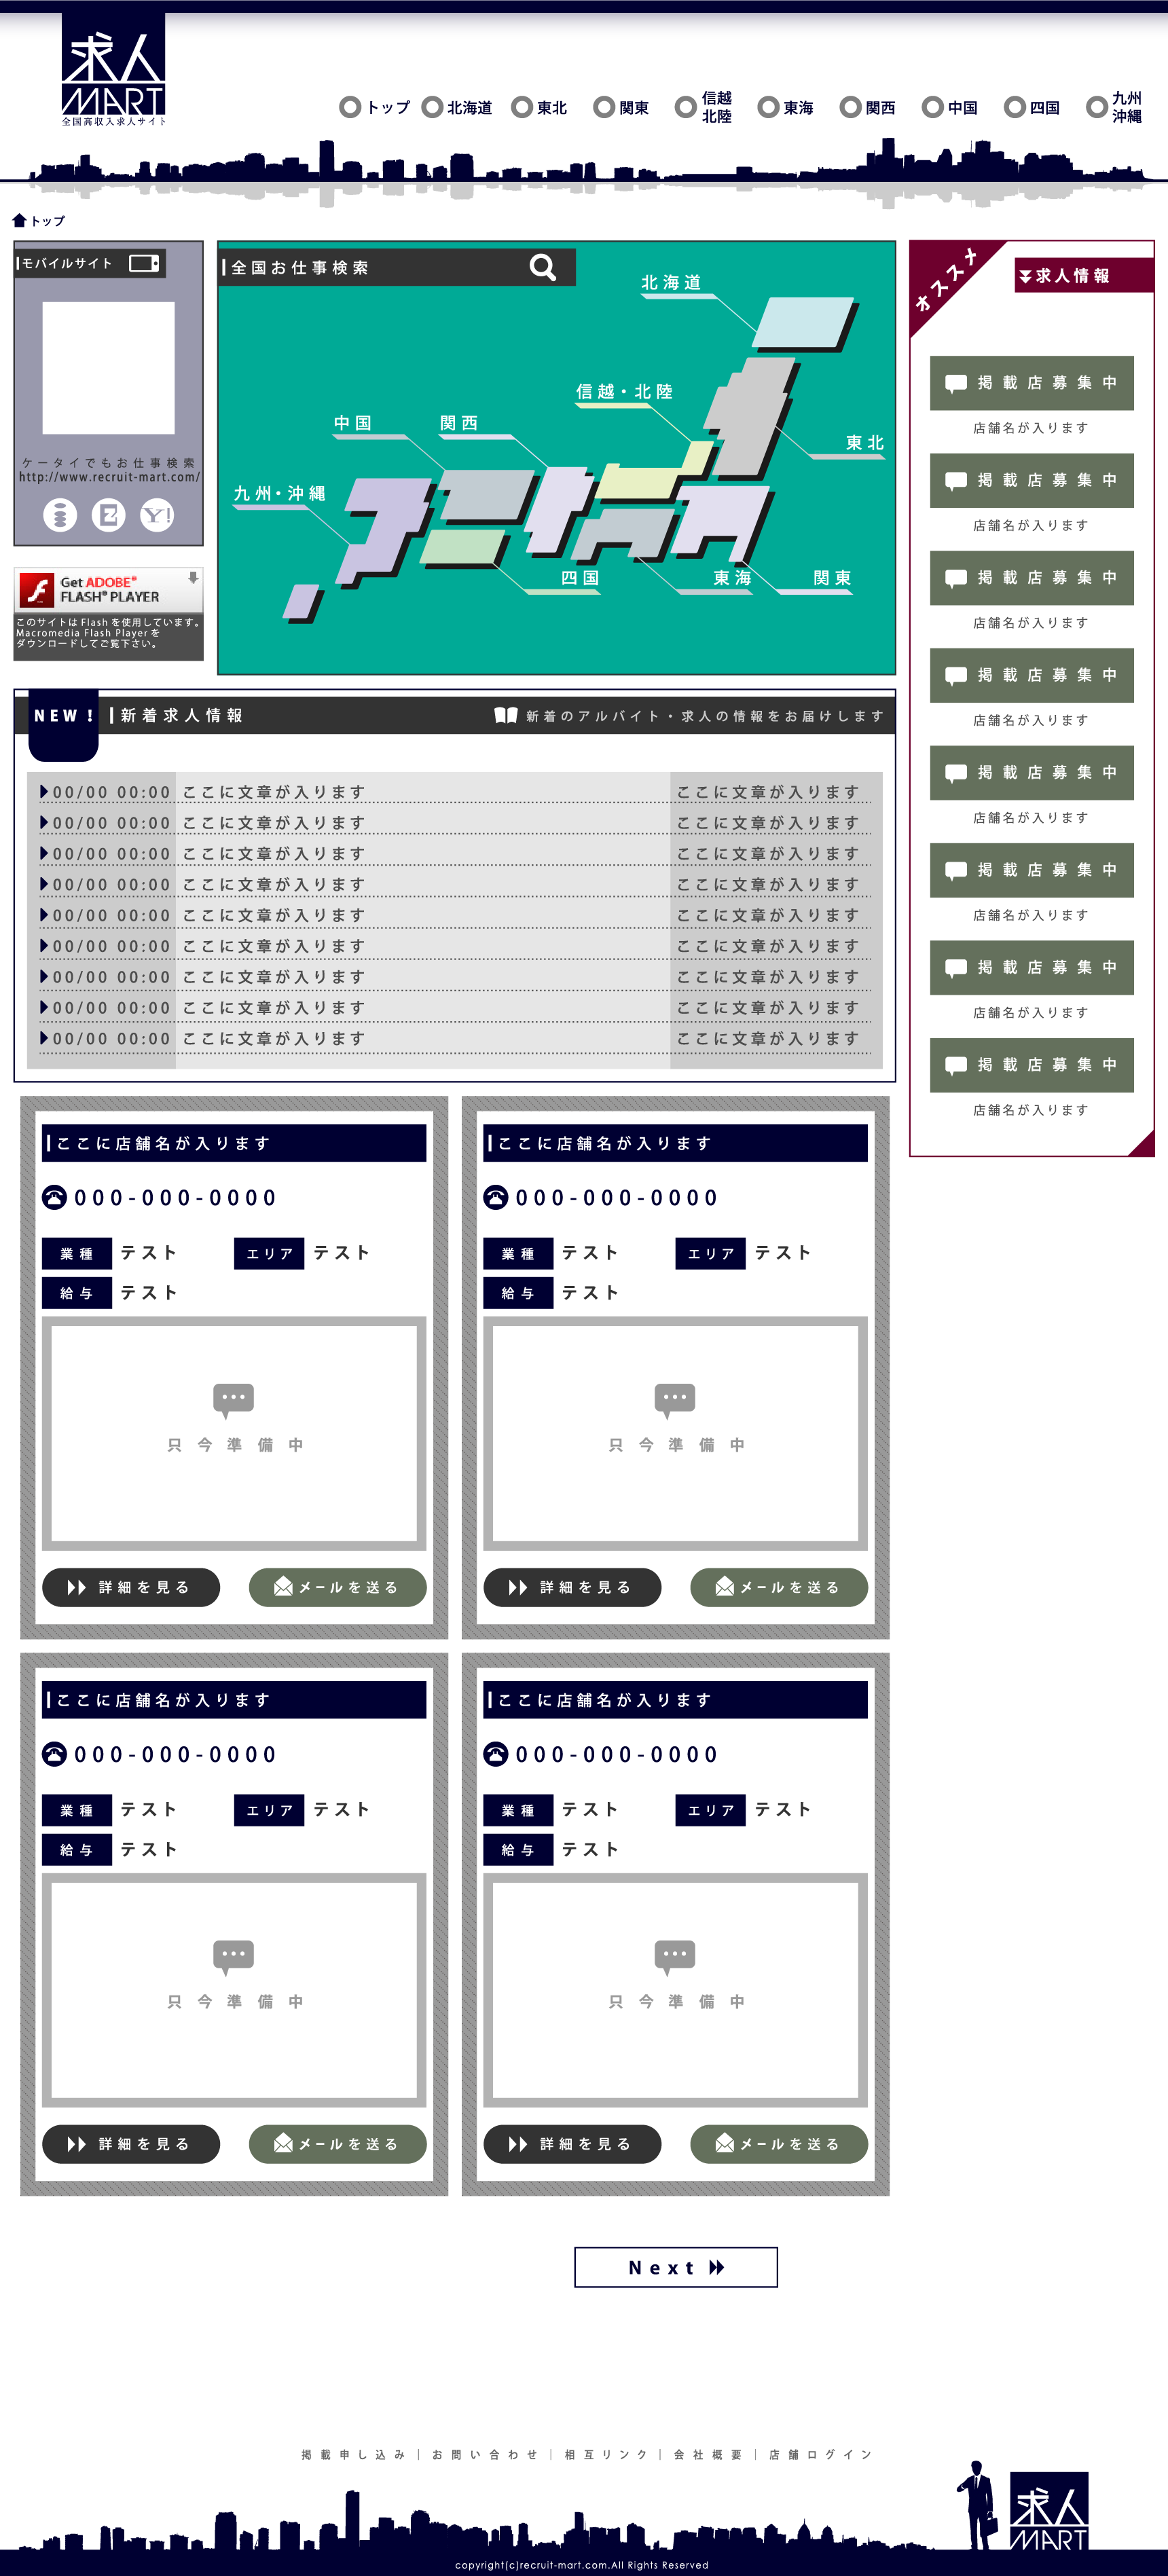 求人
MART
全国高収入求人サイト
トップ
北海道
東北
関東
信越
北陸
東海
関西
中国
四国
九州
沖縄
トップ
モバイルサイト
ケータイでもお仕事検索
http://www.recruit-mart.com/
EZ
Y!
Get ADOBE®
FLASH® PLAYER
このサイトはFlashを使用しています。
Macromedia Flash Playerを
ダウンロードしてご覧下さい。
全国お仕事検索
北海道
信越・北陸
中国
関西
東北
九州・沖縄
四国
東海
関東
オススメ
求人情報
掲載店募集中
店舗名が入ります
掲載店募集中
店舗名が入ります
掲載店募集中
店舗名が入ります
掲載店募集中
店舗名が入ります
掲載店募集中
店舗名が入ります
掲載店募集中
店舗名が入ります
掲載店募集中
店舗名が入ります
掲載店募集中
店舗名が入ります
NEW !
新着求人情報
新着のアルバイト・求人の情報をお届けします
00/00 00:00 ここに文章が入ります ここに文章が入ります
00/00 00:00 ここに文章が入ります ここに文章が入ります
00/00 00:00 ここに文章が入ります ここに文章が入ります
00/00 00:00 ここに文章が入ります ここに文章が入ります
00/00 00:00 ここに文章が入ります ここに文章が入ります
00/00 00:00 ここに文章が入ります ここに文章が入ります
00/00 00:00 ここに文章が入ります ここに文章が入ります
00/00 00:00 ここに文章が入ります ここに文章が入ります
00/00 00:00 ここに文章が入ります ここに文章が入ります
ここに店舗名が入ります
000-000-0000
業種 テスト エリア テスト
給与 テスト
只今準備中
詳細を見る メールを送る
ここに店舗名が入ります
000-000-0000
業種 テスト エリア テスト
給与 テスト
只今準備中
詳細を見る メールを送る
ここに店舗名が入ります
000-000-0000
業種 テスト エリア テスト
給与 テスト
只今準備中
詳細を見る メールを送る
ここに店舗名が入ります
000-000-0000
業種 テスト エリア テスト
給与 テスト
只今準備中
詳細を見る メールを送る
Next
掲載申し込み | お問い合わせ | 相互リンク | 会社概要 | 店舗ログイン
求人
MART
copyright(c)recruit-mart.com.All Rights Reserved